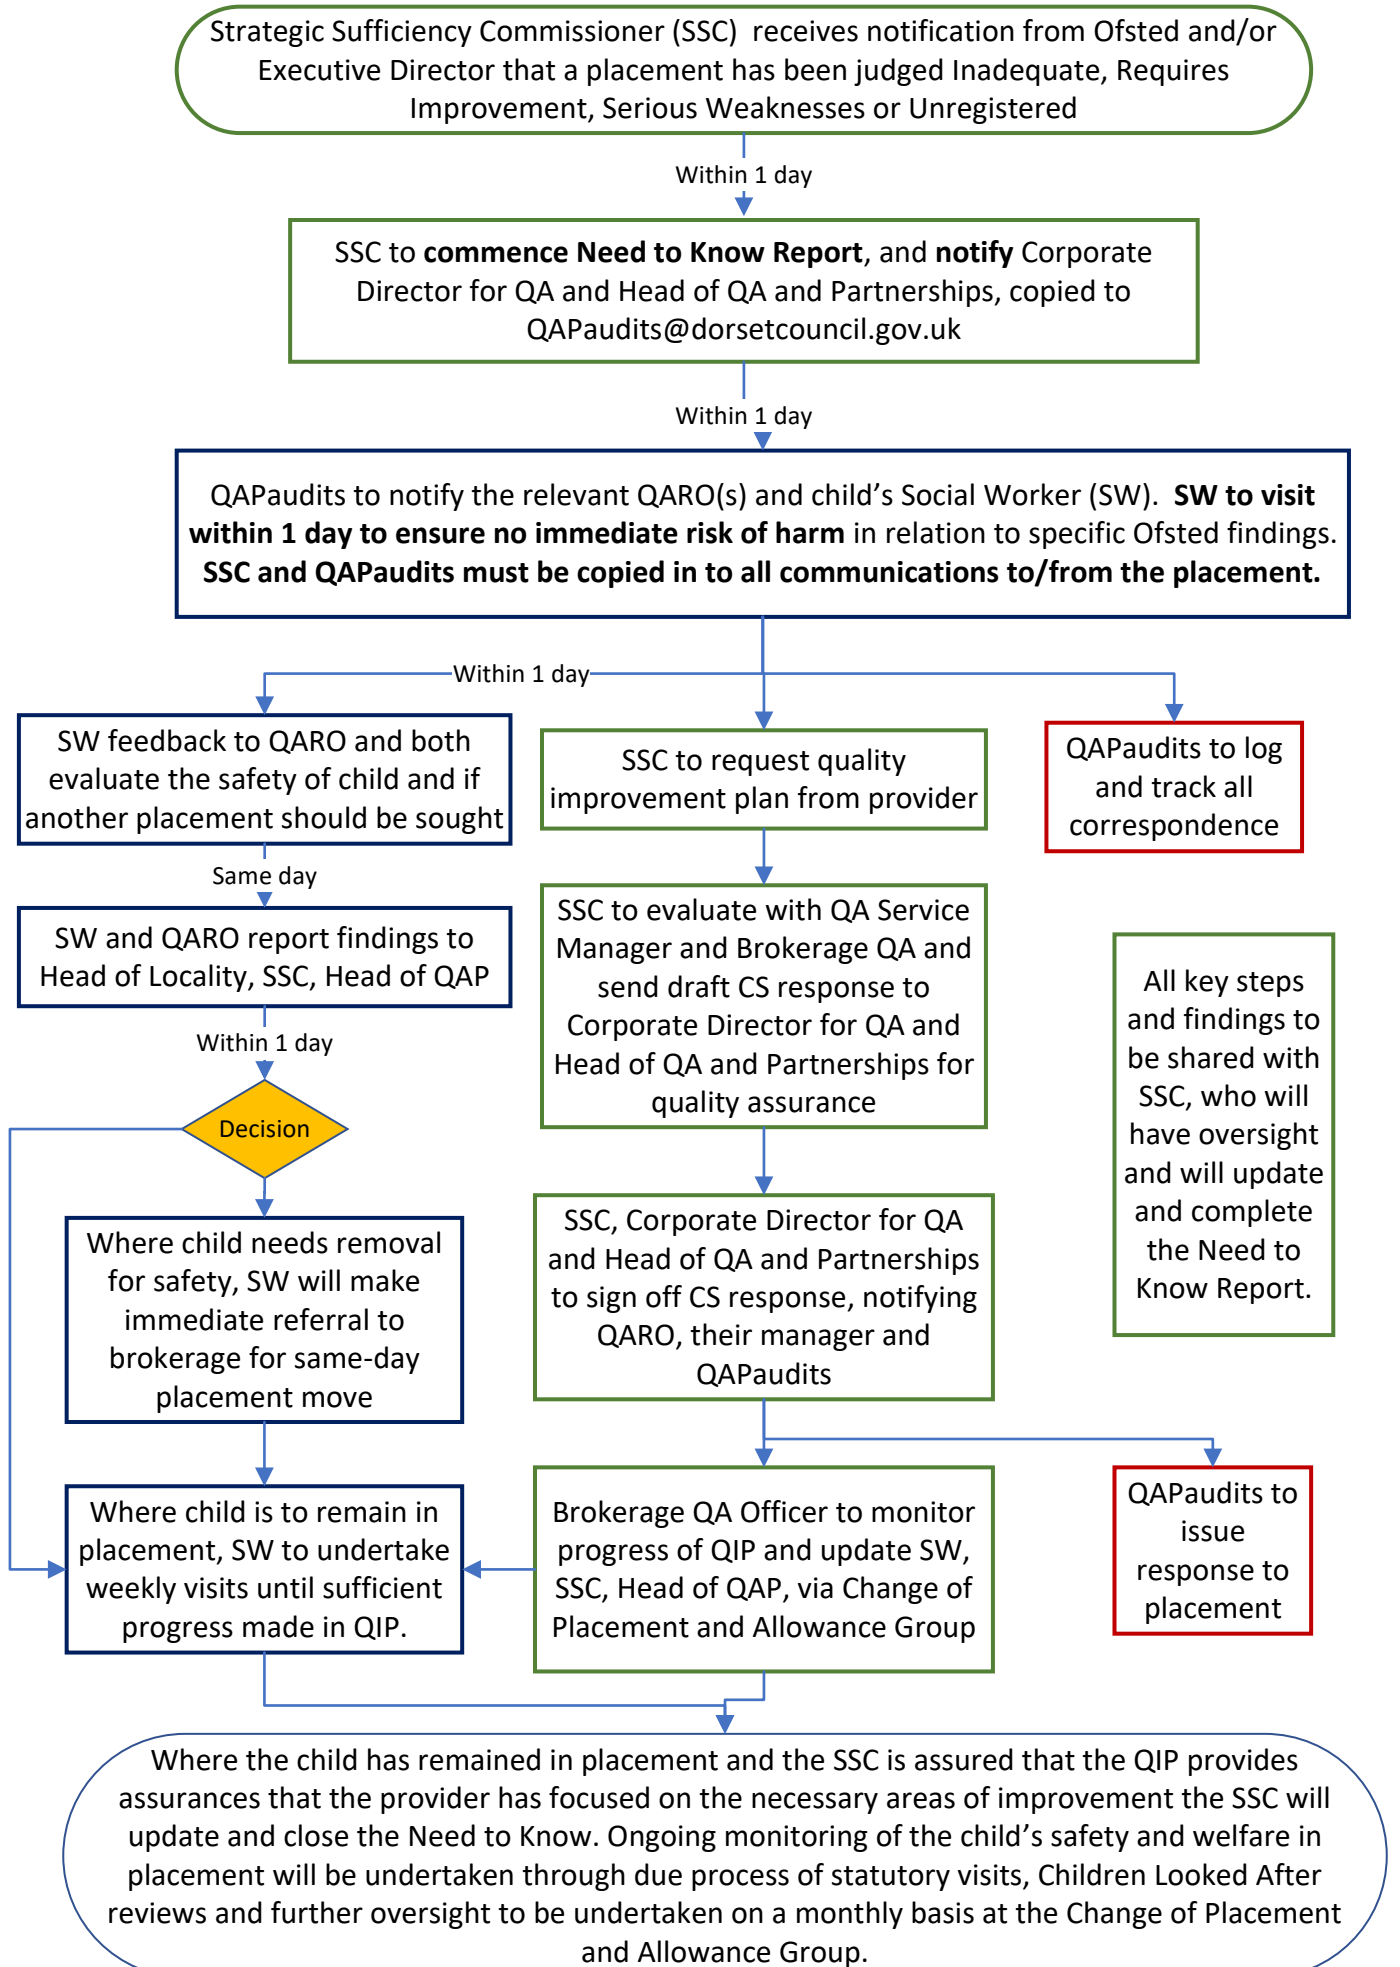 Strategic Sufficiency Commissioner (SSC) receives notification from Ofsted and/or
Executive Director that a placement has been judged Inadequate, Requires
Improvement, Serious Weaknesses or Unregistered
Within 1 day
SSC to commence Need to Know Report, and notify Corporate
Director for QA and Head of QA and Partnerships, copied to
QAPaudits@dorsetcouncil.gov.uk
Within 1 day
QAPaudits to notify the relevant QARO(s) and child's Social Worker (SW). SW to visit
within 1 day to ensure no immediate risk of harm in relation to specific Ofsted findings.
SSC and QAPaudits must be copied in to all communications to/from the placement.
Within 1 day
SW feedback to QARO and both
evaluate the safety of child and if
another placement should be sought
Same day
SW and QARO report findings to
Head of Locality, SSC, Head of QAP
Within 1 day
Decision
Where child needs removal
for safety, SW will make
immediate referral to
brokerage for same-day
placement move
Where child is to remain in
placement, SW to undertake
weekly visits until sufficient
progress made in QIP.
SSC to request quality
improvement plan from provider
SSC to evaluate with QA Service
Manager and Brokerage QA and
send draft CS response to
Corporate Director for QA and
Head of QA and Partnerships for
quality assurance
SSC, Corporate Director for QA
and Head of QA and Partnerships
to sign off CS response, notifying
QARO, their manager and
QAPaudits
Brokerage QA Officer to monitor
progress of QIP and update SW,
SSC, Head of QAP, via Change of
Placement and Allowance Group
QAPaudits to log
and track all
correspondence
All key steps
and findings to
be shared with
SSC, who will
have oversight
and will update
and complete
the Need to
Know Report.
QAPaudits to
issue
response to
placement
Where the child has remained in placement and the SSC is assured that the QIP provides
assurances that the provider has focused on the necessary areas of improvement the SSC will
update and close the Need to Know. Ongoing monitoring of the child's safety and welfare in
placement will be undertaken through due process of statutory visits, Children Looked After
reviews and further oversight to be undertaken on a monthly basis at the Change of Placement
and Allowance Group.